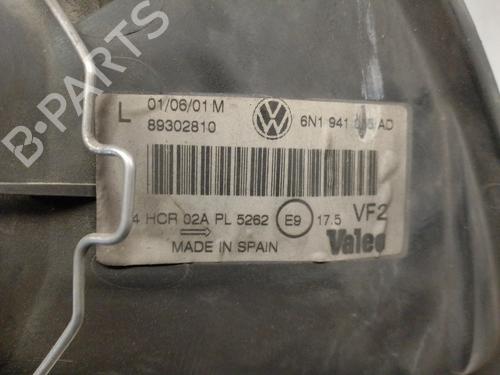 L 01/06/01 M
89302810
6N1 941 AD
HCR 02A PL 5262 E9 17.5 VF2
MADE IN SPAIN
Valeo
B-PARTS